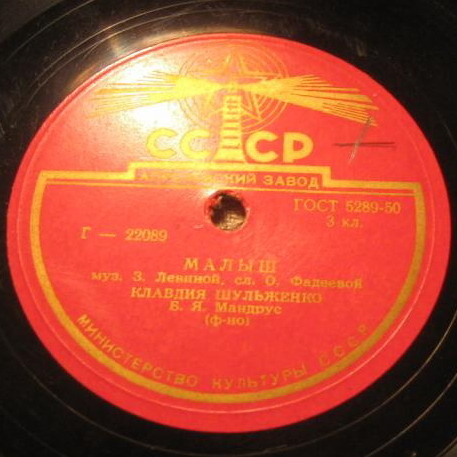 СССР
ЗАВОД
ГОСТ 5289-50
3 кл.
Г — 22089
МАЛЫШ
муз. З. Левиной, сл. О. Фадеевой
КЛАВДИЯ ШУЛЬЖЕНКО
Б. Я. Мандрус
(ф-но)
МИНИСТЕРСТВО КУЛЬТУРЫ СССР